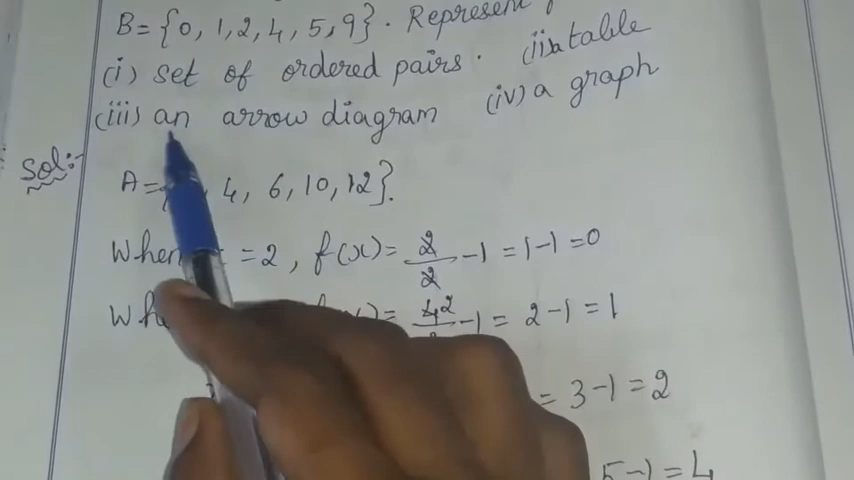 B = {0, 1, 2, 4, 5, 9}. Represent
(i) set of ordered pairs. (ii) a table
(iii) an arrow diagram (iv) a graph
Sol:-
A = { , 4, 6, 10, 12}.
When = 2, f(x) = 2/2 - 1 = 1-1 = 0
4 2 - 1 = 2-1 = 1
= 3-1 = 2
5-1 = 4